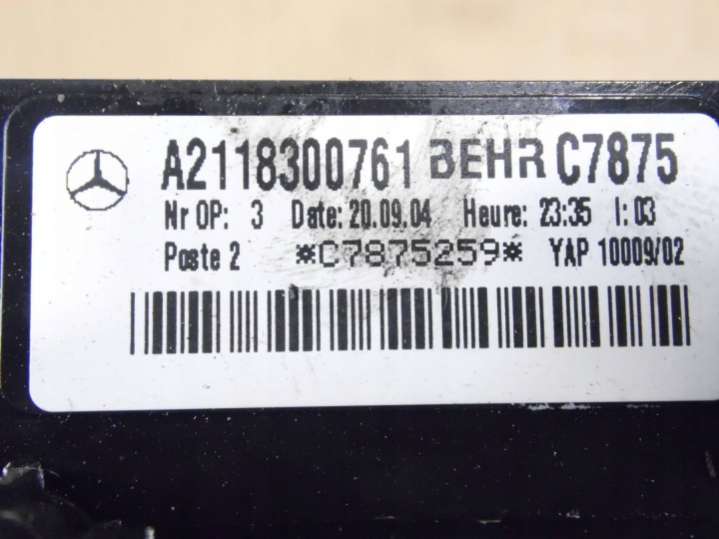 A2118300761 BEHR C7875
Nr OP: 3 Date: 20.09.04 Heure: 23:35 I: 03
Poste 2 *C7875259* YAP 10009/02